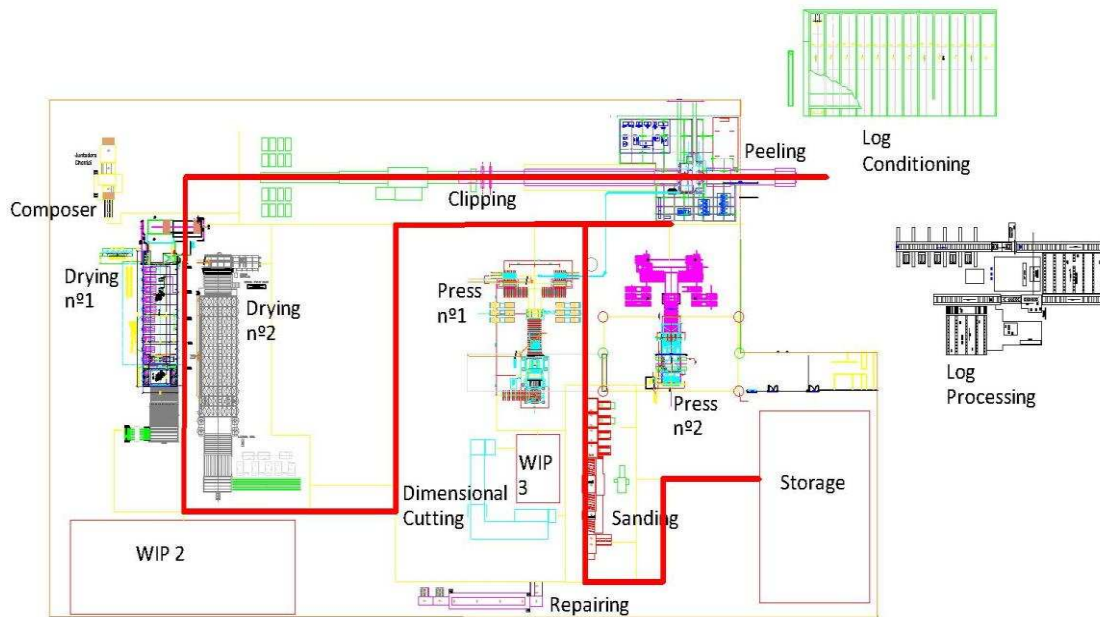 Log
Conditioning
Peeling
Clipping
Composer
Drying
nº1
Drying
nº2
Press
nº1
Press
nº2
Log
Processing
WIP
3
Dimensional
Cutting
Sanding
Storage
WIP 2
Repairing